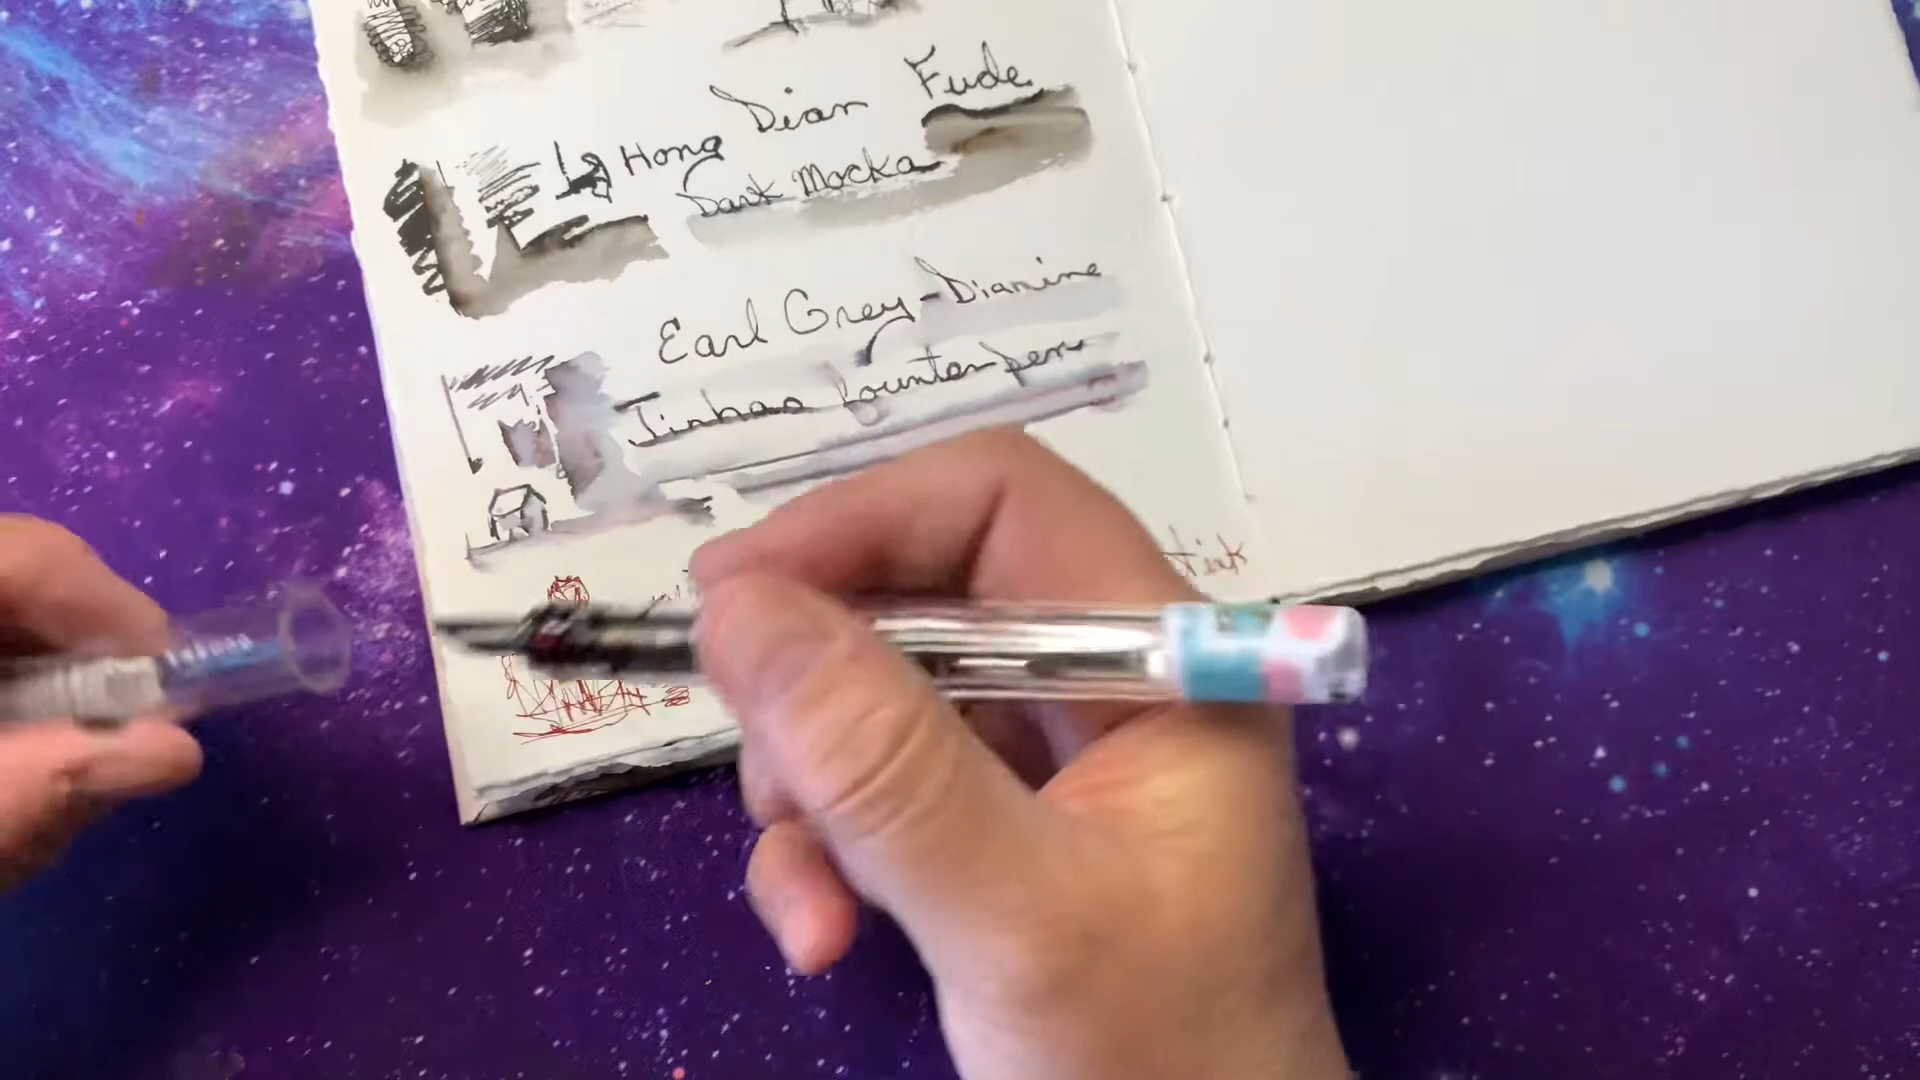 Hong Dian Fude
Dark Mocka
Earl Grey-Diamine
Jinhao fountain pen